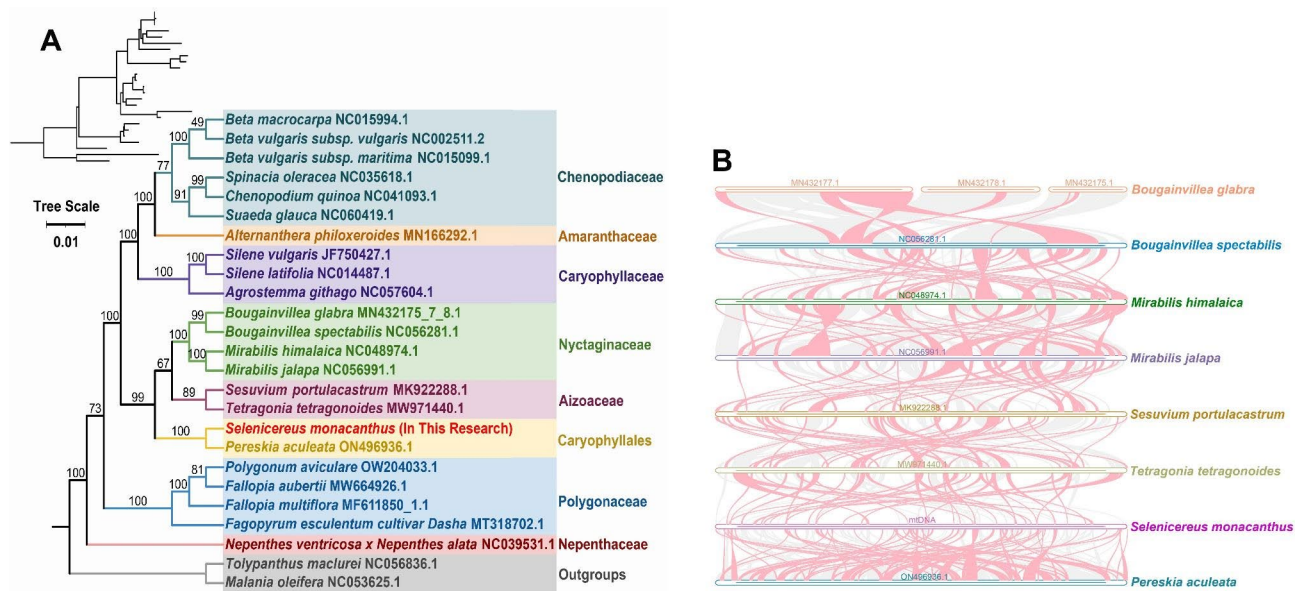 A
Tree Scale
0.01
49
100
77
99
91
100
100
100
100
99
100
100
67
89
100
99
100
73
81
100
100
100
Beta macrocarpa NC015994.1
Beta vulgaris subsp. vulgaris NC002511.2
Beta vulgaris subsp. maritima NC015099.1
Spinacia oleracea NC035618.1
Chenopodium quinoa NC041093.1
Suaeda glauca NC060419.1
Chenopodiaceae
Alternanthera philoxeroides MN166292.1
Amaranthaceae
Silene vulgaris JF750427.1
Silene latifolia NC014487.1
Agrostemma githago NC057604.1
Caryophyllaceae
Bougainvillea glabra MN432175_7_8.1
Bougainvillea spectabilis NC056281.1
Mirabilis himalaica NC048974.1
Mirabilis jalapa NC056991.1
Nyctaginaceae
Sesuvium portulacastrum MK922288.1
Tetragonia tetragonoides MW971440.1
Aizoaceae
Selenicereus monacanthus (In This Research)
Pereskia aculeata ON496936.1
Caryophyllales
Polygonum aviculare OW204033.1
Fallopia aubertii MW664926.1
Fallopia multiflora MF611850_1.1
Fagopyrum esculentum cultivar Dasha MT318702.1
Polygonaceae
Nepenthes ventricosa x Nepenthes alata NC039531.1
Nepenthaceae
Tolypanthus maclurei NC056836.1
Malania oleifera NC053625.1
Outgroups
B
MN432177.1 MN432178.1 MN432175.1
Bougainvillea glabra
NC056281.1
Bougainvillea spectabilis
NC048974.1
Mirabilis himalaica
NC056991.1
Mirabilis jalapa
MK922288.1
Sesuvium portulacastrum
MW971440.1
Tetragonia tetragonoides
mtDNA
Selenicereus monacanthus
ON496936.1
Pereskia aculeata